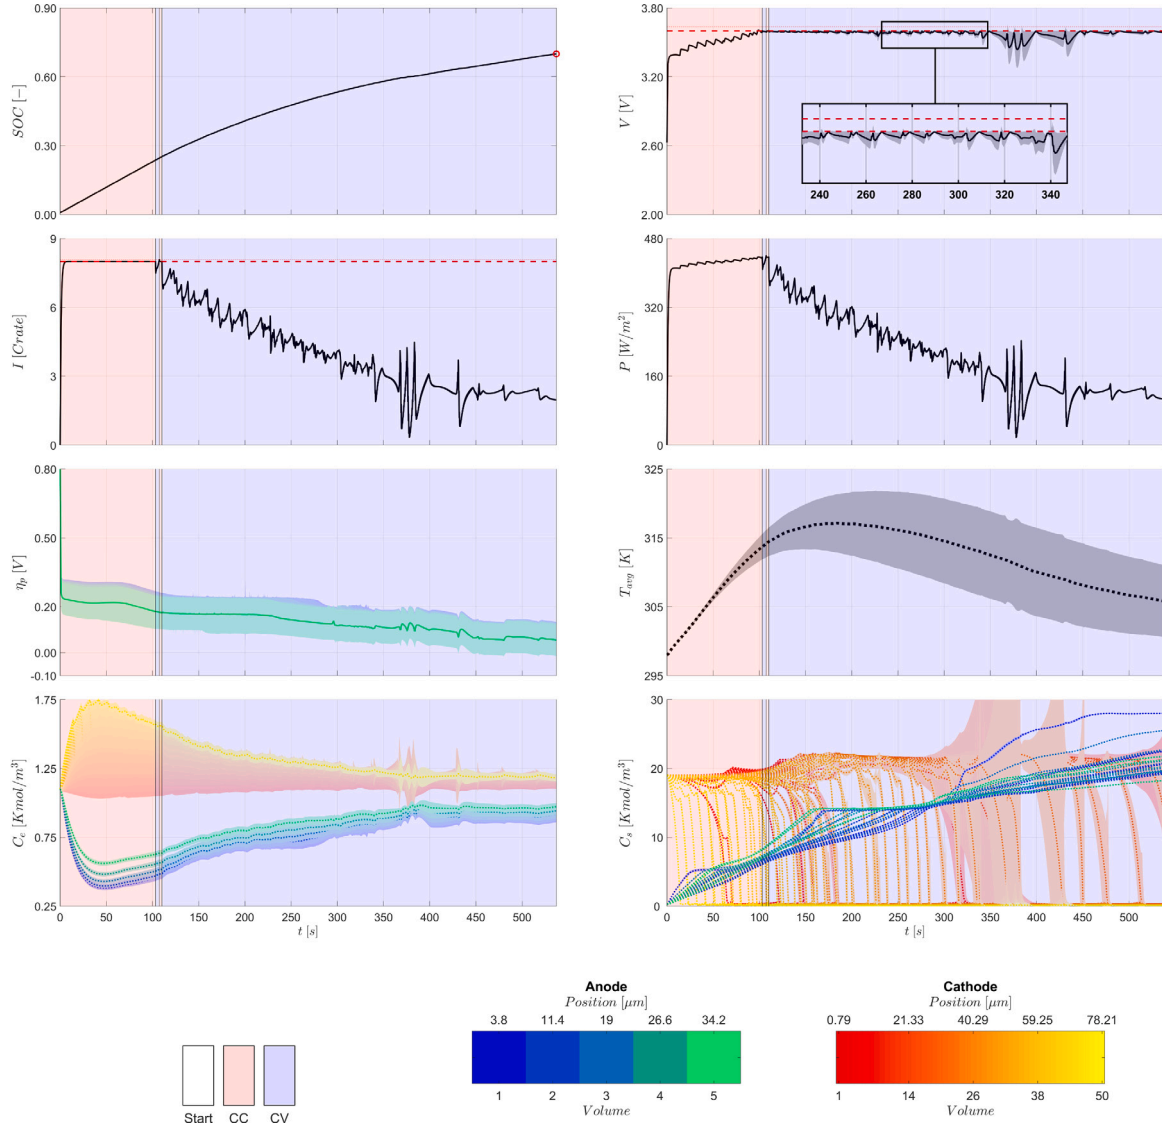 0.90
0.60
0.30
0.00
SOC [−]
3.80
3.20
2.60
2.00
V [V]
240 260 280 300 320 340
9
6
3
0
I [Crate]
480
320
160
0
P [W/m²]
0.80
0.50
0.20
0.00
-0.10
ηp [V]
325
315
305
295
Tavg [K]
1.75
1.25
0.75
0.25
Ce [Kmol/m³]
0 50 100 150 200 250 300 350 400 450 500
t [s]
30
20
10
0
Cs [Kmol/m³]
0 50 100 150 200 250 300 350 400 450 500
t [s]
Start CC CV
Anode
Position [μm]
3.8 11.4 19 26.6 34.2
1 2 3 4 5
Volume
Cathode
Position [μm]
0.79 21.33 40.29 59.25 78.21
1 14 26 38 50
Volume